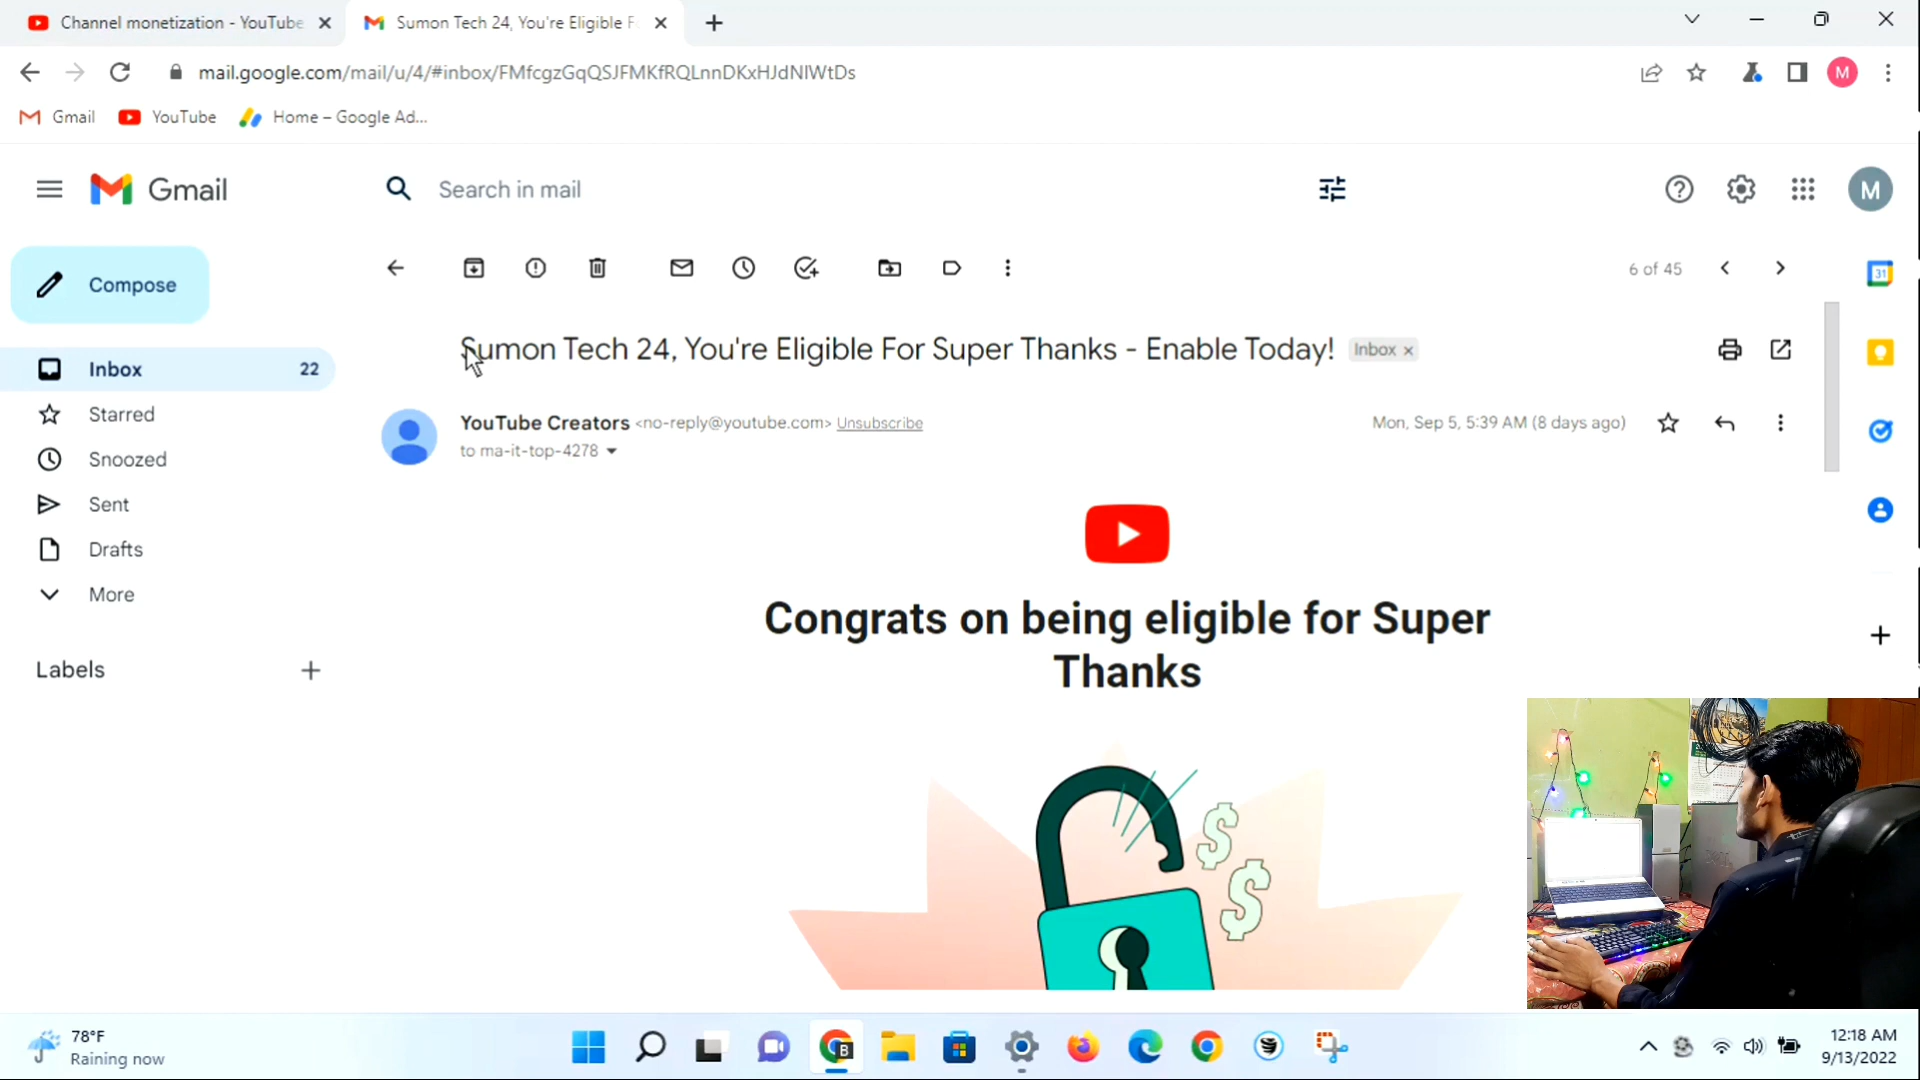 Channel monetization - YouTube
Sumon Tech 24, You're Eligible F
mail.google.com/mail/u/4/#inbox/FMfcgzGqQSJFMKfRQLnnDKxHJdNlWtDs
M
Gmail
YouTube
Home – Google Ad...
Gmail
Search in mail
M
Compose
6 of 45
31
Sumon Tech 24, You're Eligible For Super Thanks - Enable Today!
Inbox ×
Inbox 22
Starred
Snoozed
Sent
Drafts
More
Labels
YouTube Creators <no-reply@youtube.com> Unsubscribe
Mon, Sep 5, 5:39 AM (8 days ago)
to ma-it-top-4278
Congrats on being eligible for Super
Thanks
$
$
78°F
Raining now
B
12:18 AM
9/13/2022